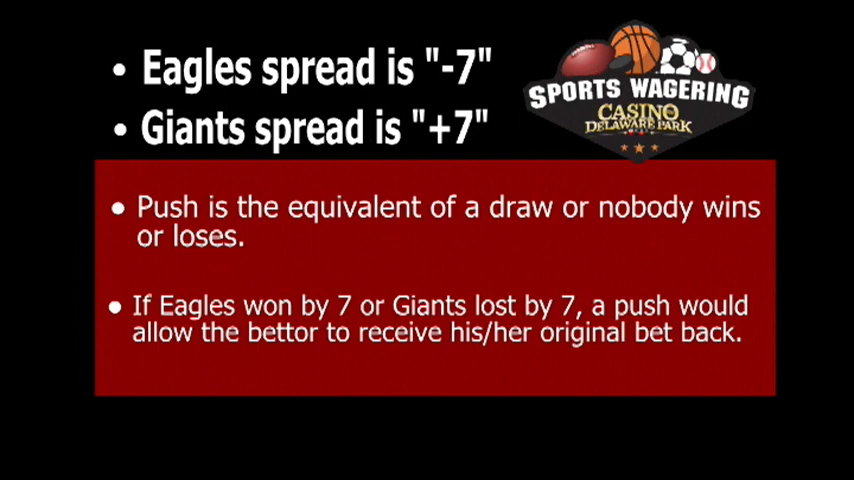 • Eagles spread is "-7"
• Giants spread is "+7"
SPORTS WAGERING
CASINO
DELAWARE PARK
• Push is the equivalent of a draw or nobody wins
or loses.
• If Eagles won by 7 or Giants lost by 7, a push would
allow the bettor to receive his/her original bet back.